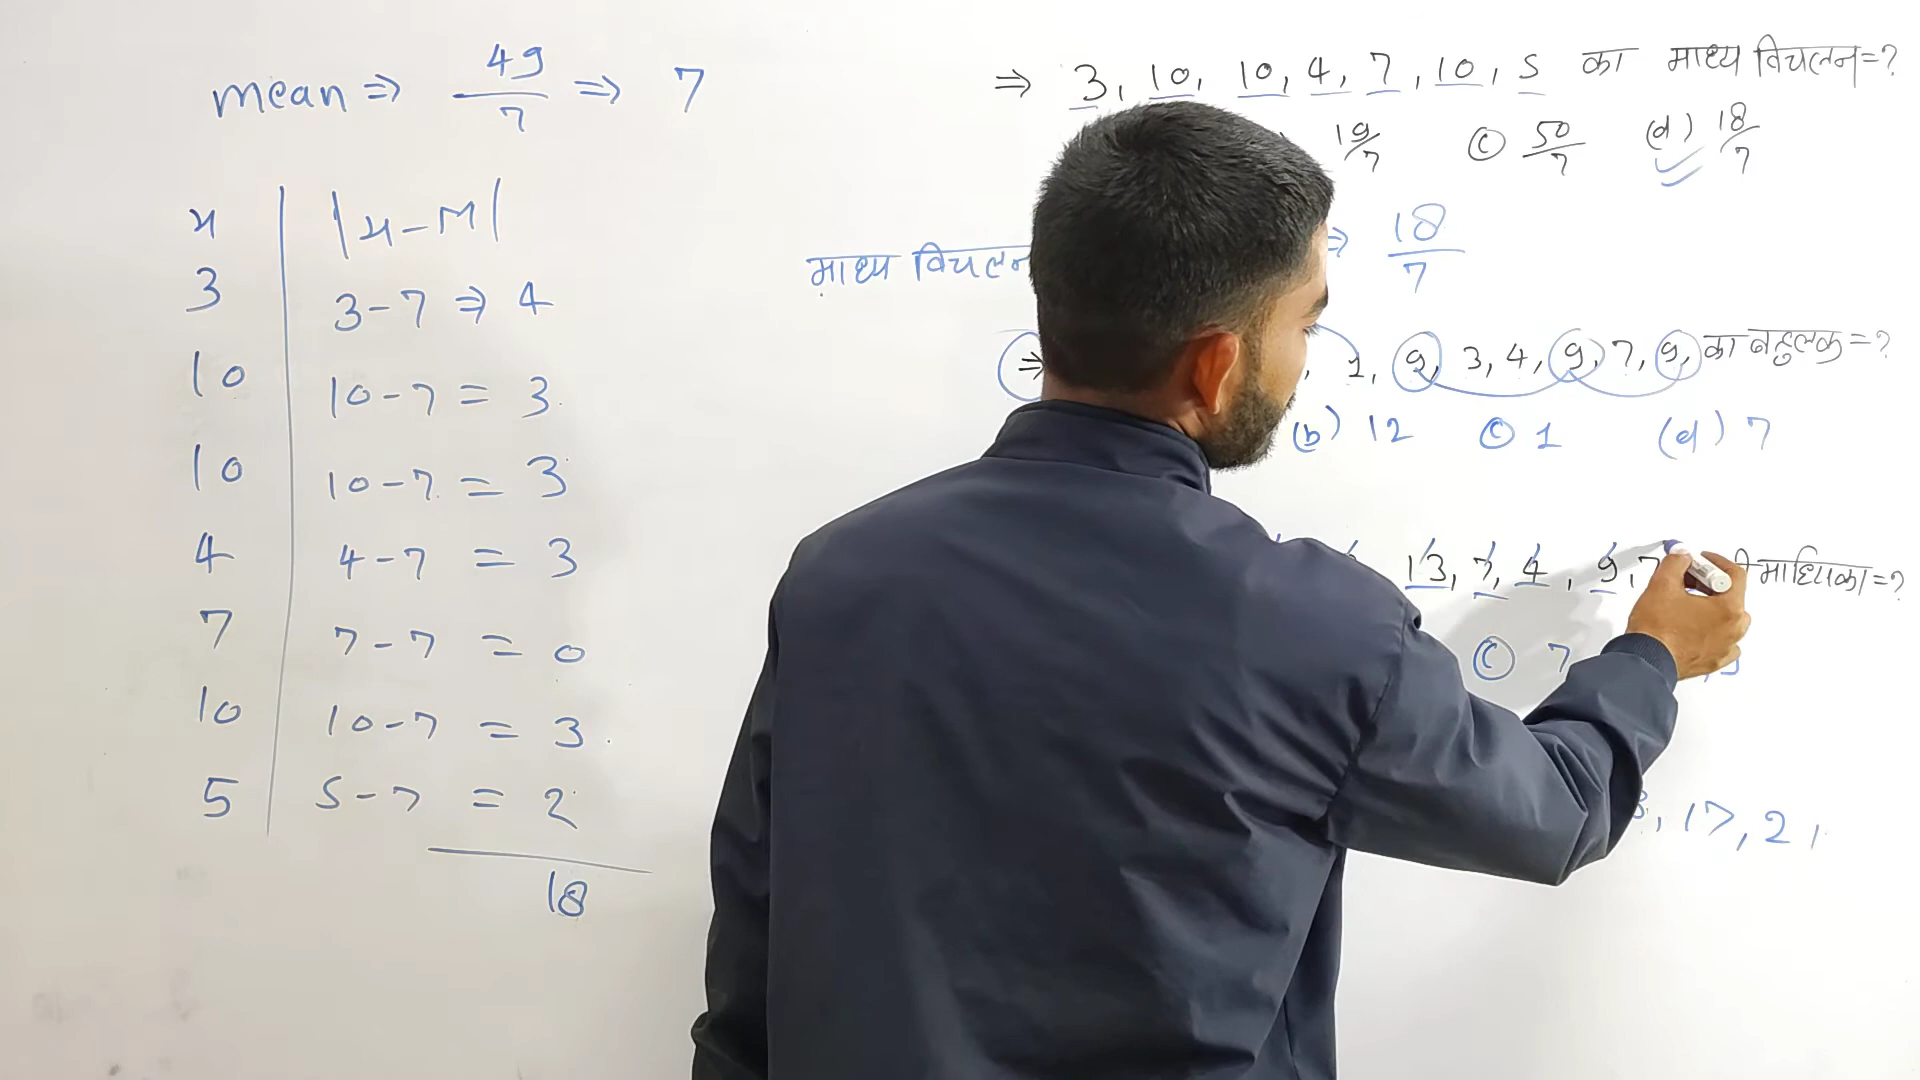 mean ⇒ 49/7 ⇒ 7
x | |x-M|
3 3-7 ⇒ 4
10 10-7 = 3
10 10-7 = 3
4 4-7 = 3
7 7-7 = 0
10 10-7 = 3
5 5-7 = 2
18
⇒ 3, 10, 10, 4, 7, 10, 5 का माध्य विचलन=?
19/7 (c) 50/7 (d) 18/7
माध्य विचलन ⇒ 18/7
⇒ , 1, 9, 3, 4, 9, 7, 9, का बहुलक=?
(b) 12 (c) 1 (d) 7
13, 7, 4, 9, 7 माध्यिका=?
(c) 7
, 17, 21